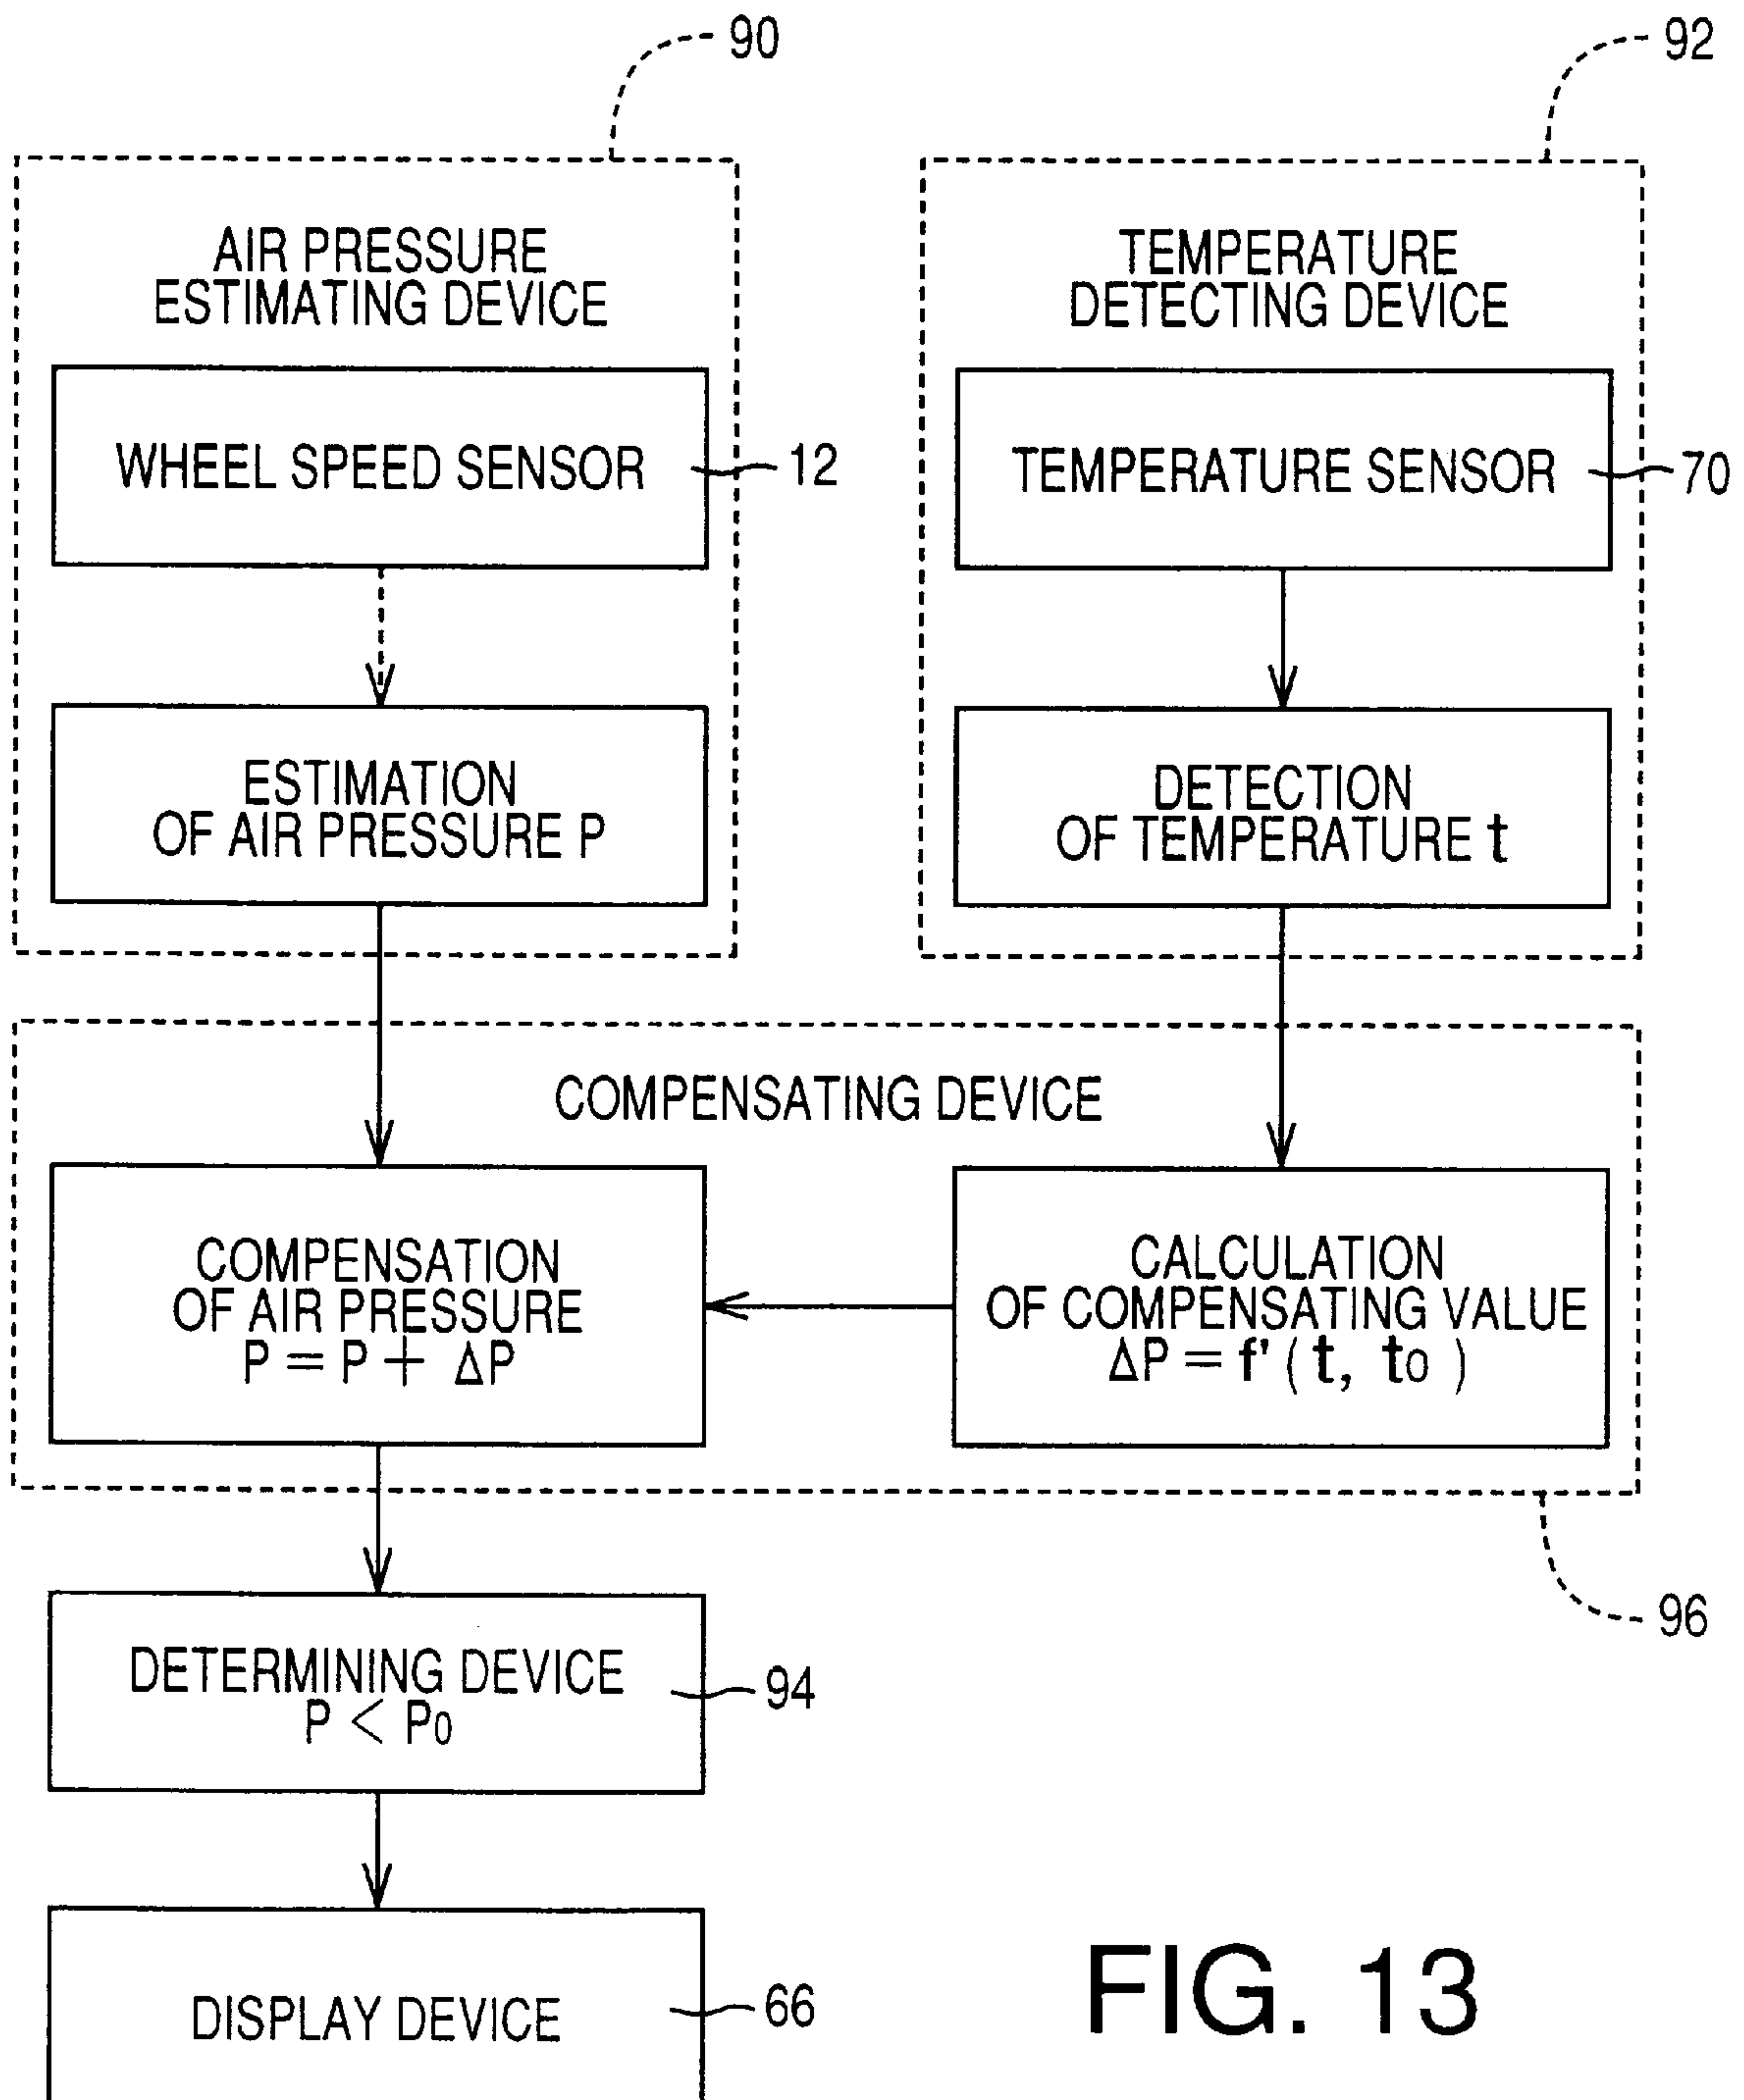 90
92
AIR PRESSURE
ESTIMATING DEVICE
TEMPERATURE
DETECTING DEVICE
WHEEL SPEED SENSOR
12
TEMPERATURE SENSOR
70
ESTIMATION
OF AIR PRESSURE P
DETECTION
OF TEMPERATURE t
COMPENSATING DEVICE
COMPENSATION
OF AIR PRESSURE
P = P + ΔP
CALCULATION
OF COMPENSATING VALUE
ΔP = f' (t, t0)
96
DETERMINING DEVICE
P < P0
94
DISPLAY DEVICE
66
FIG. 13